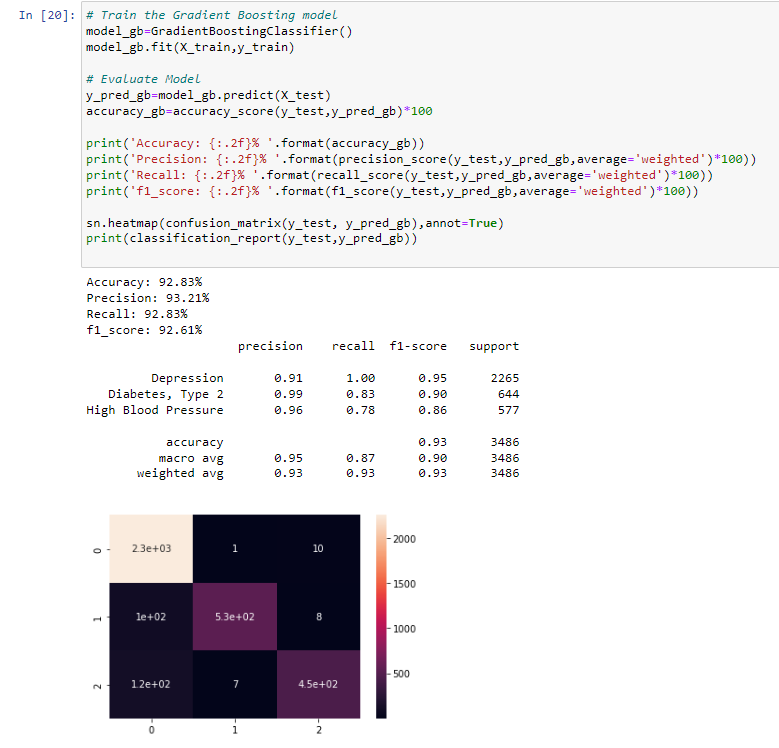 In [20]: # Train the Gradient Boosting model
model_gb=GradientBoostingClassifier()
model_gb.fit(X_train,y_train)
# Evaluate Model
y_pred_gb=model_gb.predict(X_test)
accuracy_gb=accuracy_score(y_test,y_pred_gb)*100
print('Accuracy: {:.2f}% '.format(accuracy_gb))
print('Precision: {:.2f}% '.format(precision_score(y_test,y_pred_gb,average='weighted')*100))
print('Recall: {:.2f}% '.format(recall_score(y_test,y_pred_gb,average='weighted')*100))
print('f1_score: {:.2f}% '.format(f1_score(y_test,y_pred_gb,average='weighted')*100))
sn.heatmap(confusion_matrix(y_test, y_pred_gb),annot=True)
print(classification_report(y_test,y_pred_gb))
Accuracy: 92.83%
Precision: 93.21%
Recall: 92.83%
f1_score: 92.61%
precision recall f1-score support
Depression 0.91 1.00 0.95 2265
Diabetes, Type 2 0.99 0.83 0.90 644
High Blood Pressure 0.96 0.78 0.86 577
accuracy 0.93 3486
macro avg 0.95 0.87 0.90 3486
weighted avg 0.93 0.93 0.93 3486
2000
0 2.3e+03 1 10
1500
1 1e+02 5.3e+02 8
1000
2 1.2e+02 7 4.5e+02
500
0 1 2